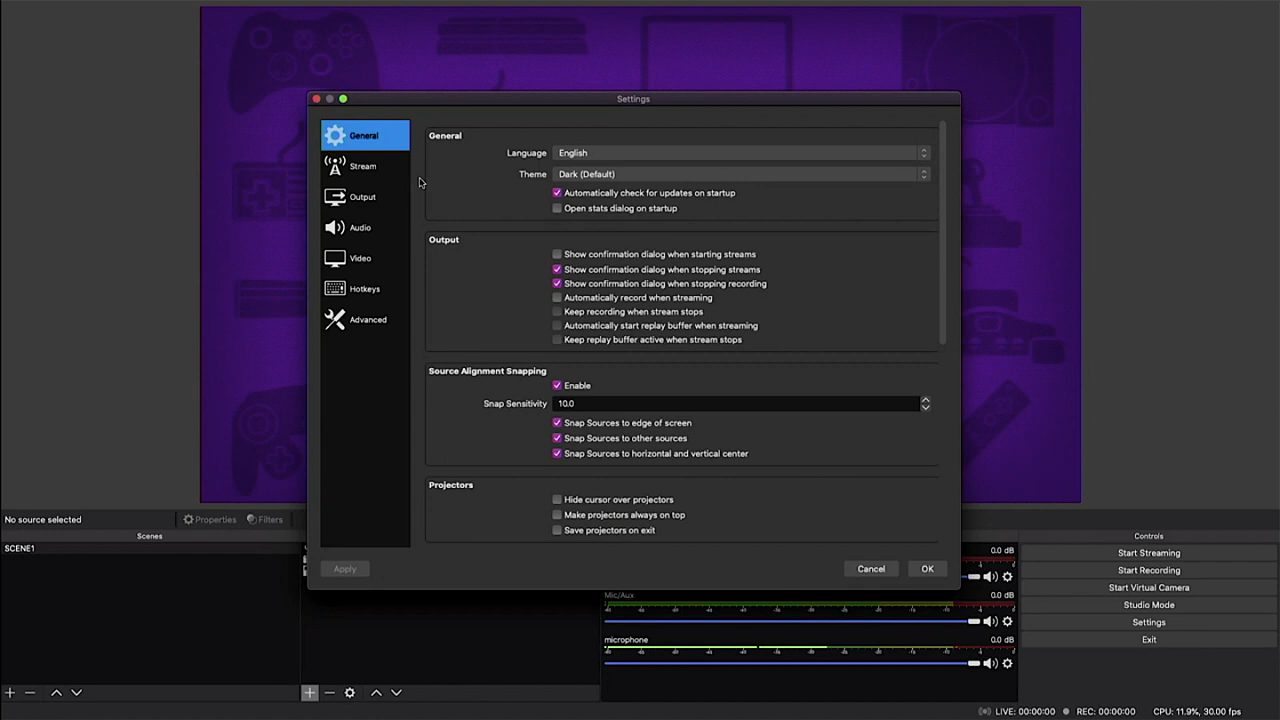 Settings
General
Stream
Output
Audio
Video
Hotkeys
Advanced
General
Language English
Theme Dark (Default)
Automatically check for updates on startup
Open stats dialog on startup
Output
Show confirmation dialog when starting streams
Show confirmation dialog when stopping streams
Show confirmation dialog when stopping recording
Automatically record when streaming
Keep recording when stream stops
Automatically start replay buffer when streaming
Keep replay buffer active when stream stops
Source Alignment Snapping
Enable
Snap Sensitivity 10.0
Snap Sources to edge of screen
Snap Sources to other sources
Snap Sources to horizontal and vertical center
Projectors
Hide cursor over projectors
Make projectors always on top
Save projectors on exit
Apply Cancel OK
No source selected Properties Filters
Scenes
SCENE1
0.0 dB
Mic/Aux 0.0 dB
microphone 0.0 dB
Controls
Start Streaming
Start Recording
Start Virtual Camera
Studio Mode
Settings
Exit
LIVE: 00:00:00 REC: 00:00:00 CPU: 11.9%, 30.00 fps